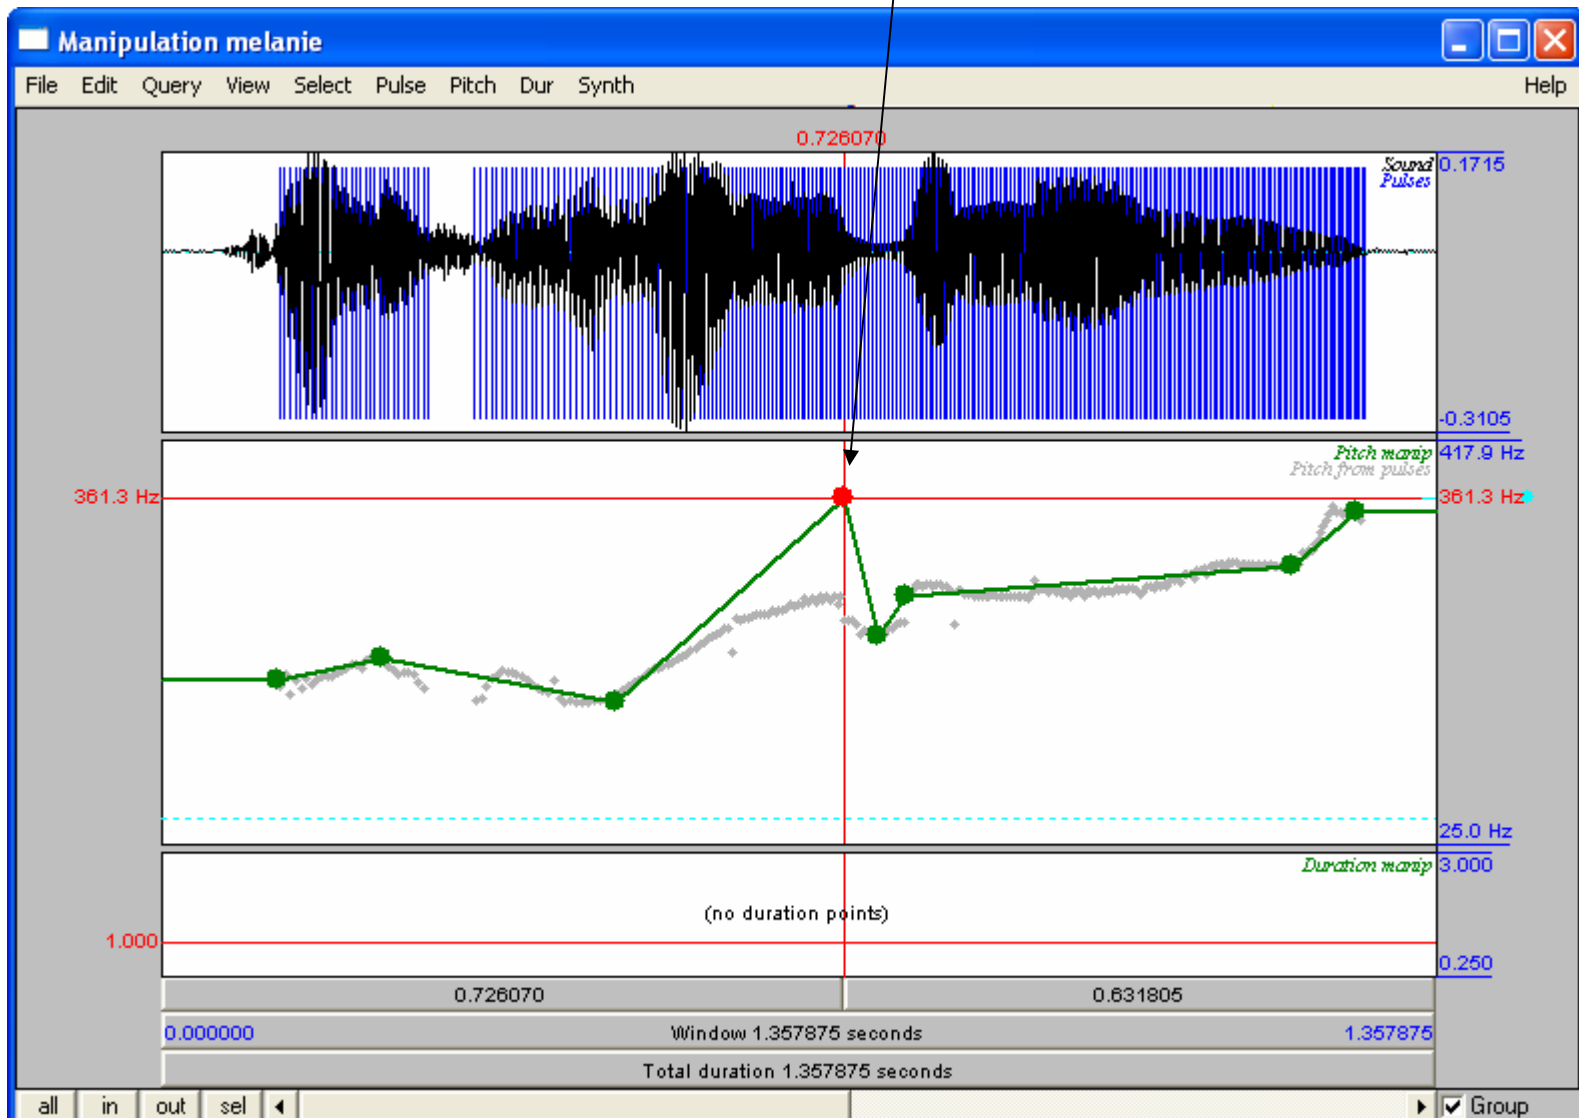 Manipulation melanie
File Edit Query View Select Pulse Pitch Dur Synth Help
0.726070
Sound 0.1715
Pulses
-0.3105
Pitch manip 417.9 Hz
Pitch from pulses
361.3 Hz 361.3 Hz
25.0 Hz
Duration manip 3.000
(no duration points)
1.000
0.250
0.726070 0.631805
0.000000 Window 1.357875 seconds 1.357875
Total duration 1.357875 seconds
all in out sel Group